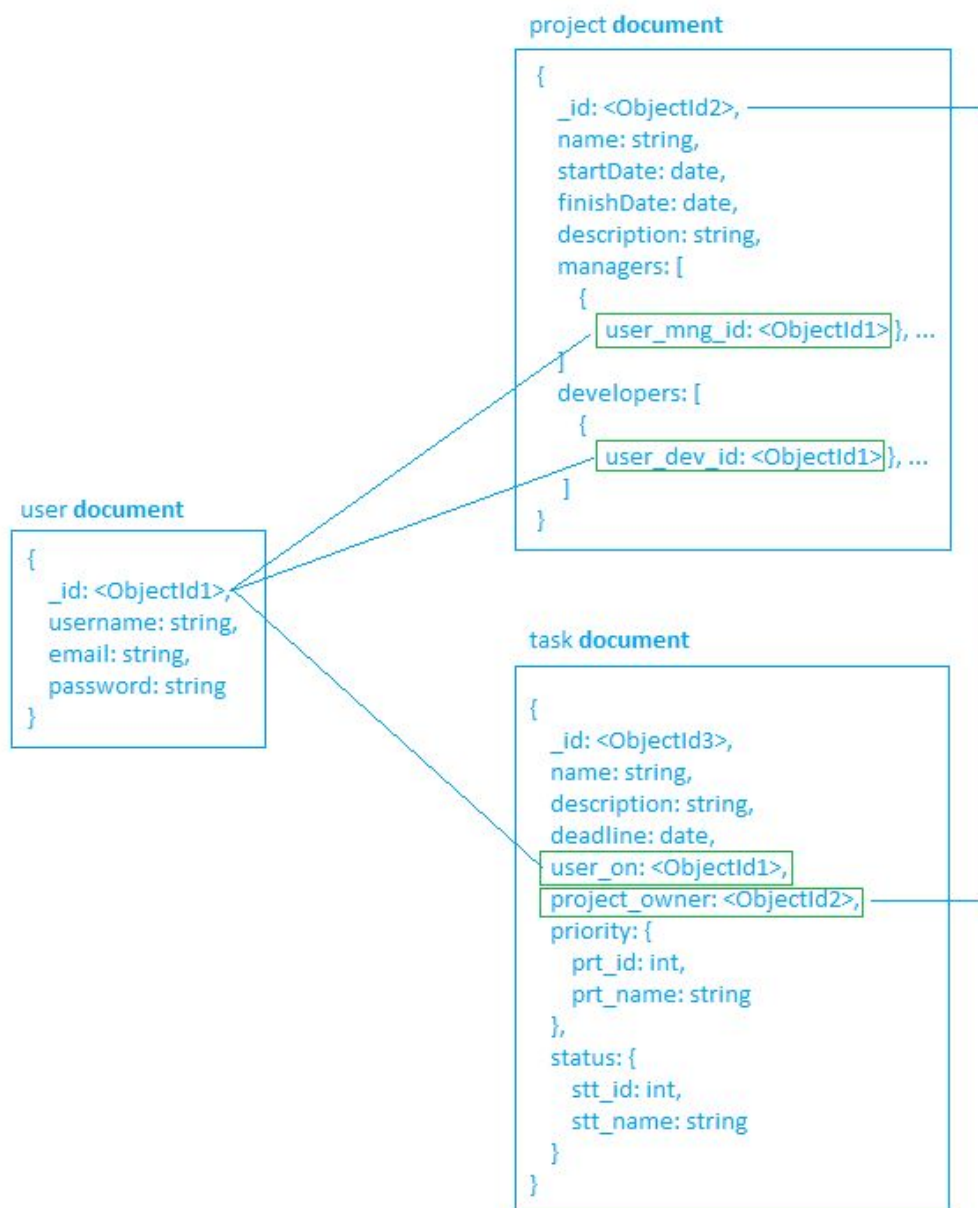 project document
{
_id: <ObjectId2>,
name: string,
startDate: date,
finishDate: date,
description: string,
managers: [
{
user_mng_id: <ObjectId1>}, ...
]
developers: [
{
user_dev_id: <ObjectId1>}, ...
]
}
user document
{
_id: <ObjectId1>,
username: string,
email: string,
password: string
}
task document
{
_id: <ObjectId3>,
name: string,
description: string,
deadline: date,
user_on: <ObjectId1>,
project_owner: <ObjectId2>,
priority: {
prt_id: int,
prt_name: string
},
status: {
stt_id: int,
stt_name: string
}
}